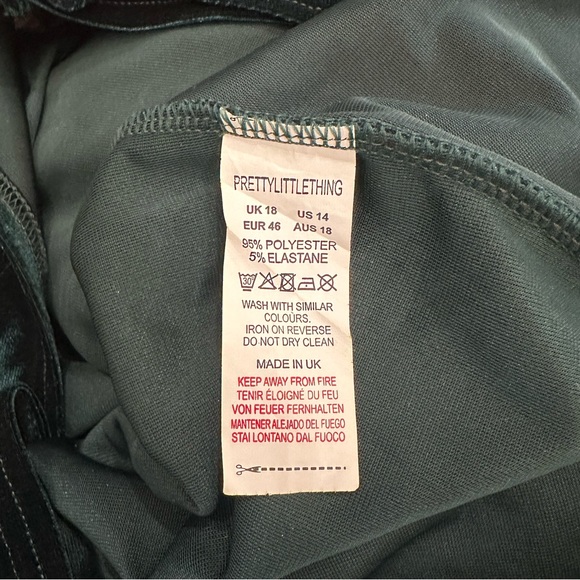 PRETTYLITTLETHING
UK 18 US 14
EUR 46 AUS 18
95% POLYESTER
5% ELASTANE
30°
WASH WITH SIMILAR
COLOURS.
IRON ON REVERSE
DO NOT DRY CLEAN
MADE IN UK
KEEP AWAY FROM FIRE
TENIR ÉLOIGNÉ DU FEU
VON FEUER FERNHALTEN
MANTENER ALEJADO DEL FUEGO
STAI LONTANO DAL FUOCO